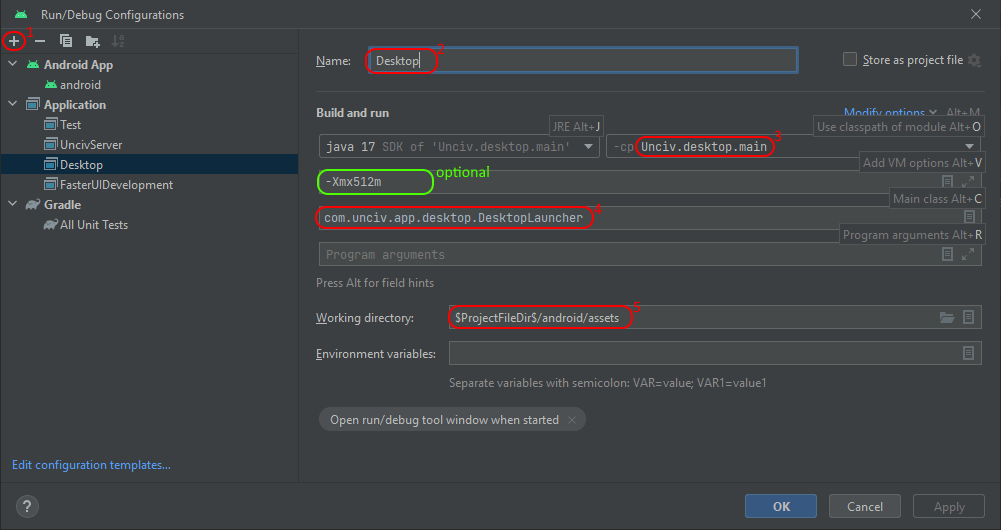 Run/Debug Configurations
1
Android App
android
Application
Test
UncivServer
Desktop
FasterUIDevelopment
Gradle
All Unit Tests
Edit configuration templates...
?
Name:
Desktop
Store as project file
Build and run
Modify options
Alt+M
JRE Alt+J
Use classpath of module Alt+O
java 17 SDK of 'Unciv.desktop.main'
-cp Unciv.desktop.main
3
Add VM options Alt+V
-Xmx512m
optional
Main class Alt+C
com.unciv.app.desktop.DesktopLauncher
4
Program arguments Alt+R
Program arguments
Press Alt for field hints
Working directory:
$ProjectFileDir$/android/assets
5
Environment variables:
Separate variables with semicolon: VAR=value; VAR1=value1
Open run/debug tool window when started
OK
Cancel
Apply